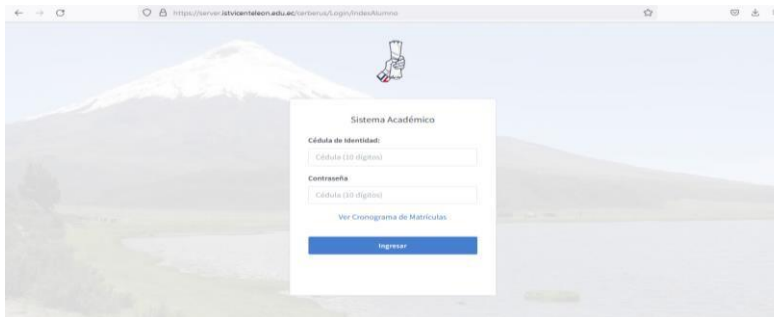 https://server.istvicenteleon.edu.ec/cerberus/Login/IndexAlumno
Sistema Académico
Cédula de Identidad:
Cédula (10 dígitos)
Contraseña
Cédula (10 dígitos)
Ver Cronograma de Matrículas
Ingresar